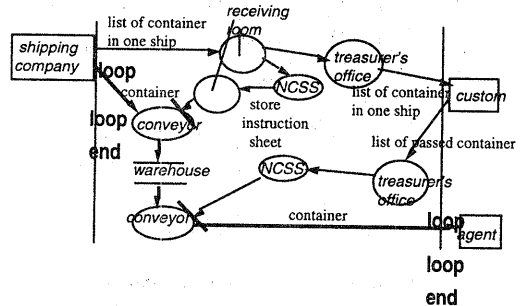 receiving
room
list of container
in one ship
shipping
company
treasurer's
office
loop
container
NCSS
list of container
in one ship
custom
store
instruction
sheet
loop
conveyor
end
list of passed container
warehouse
NCSS
treasurer's
office
conveyor
container
loop
agent
loop
end